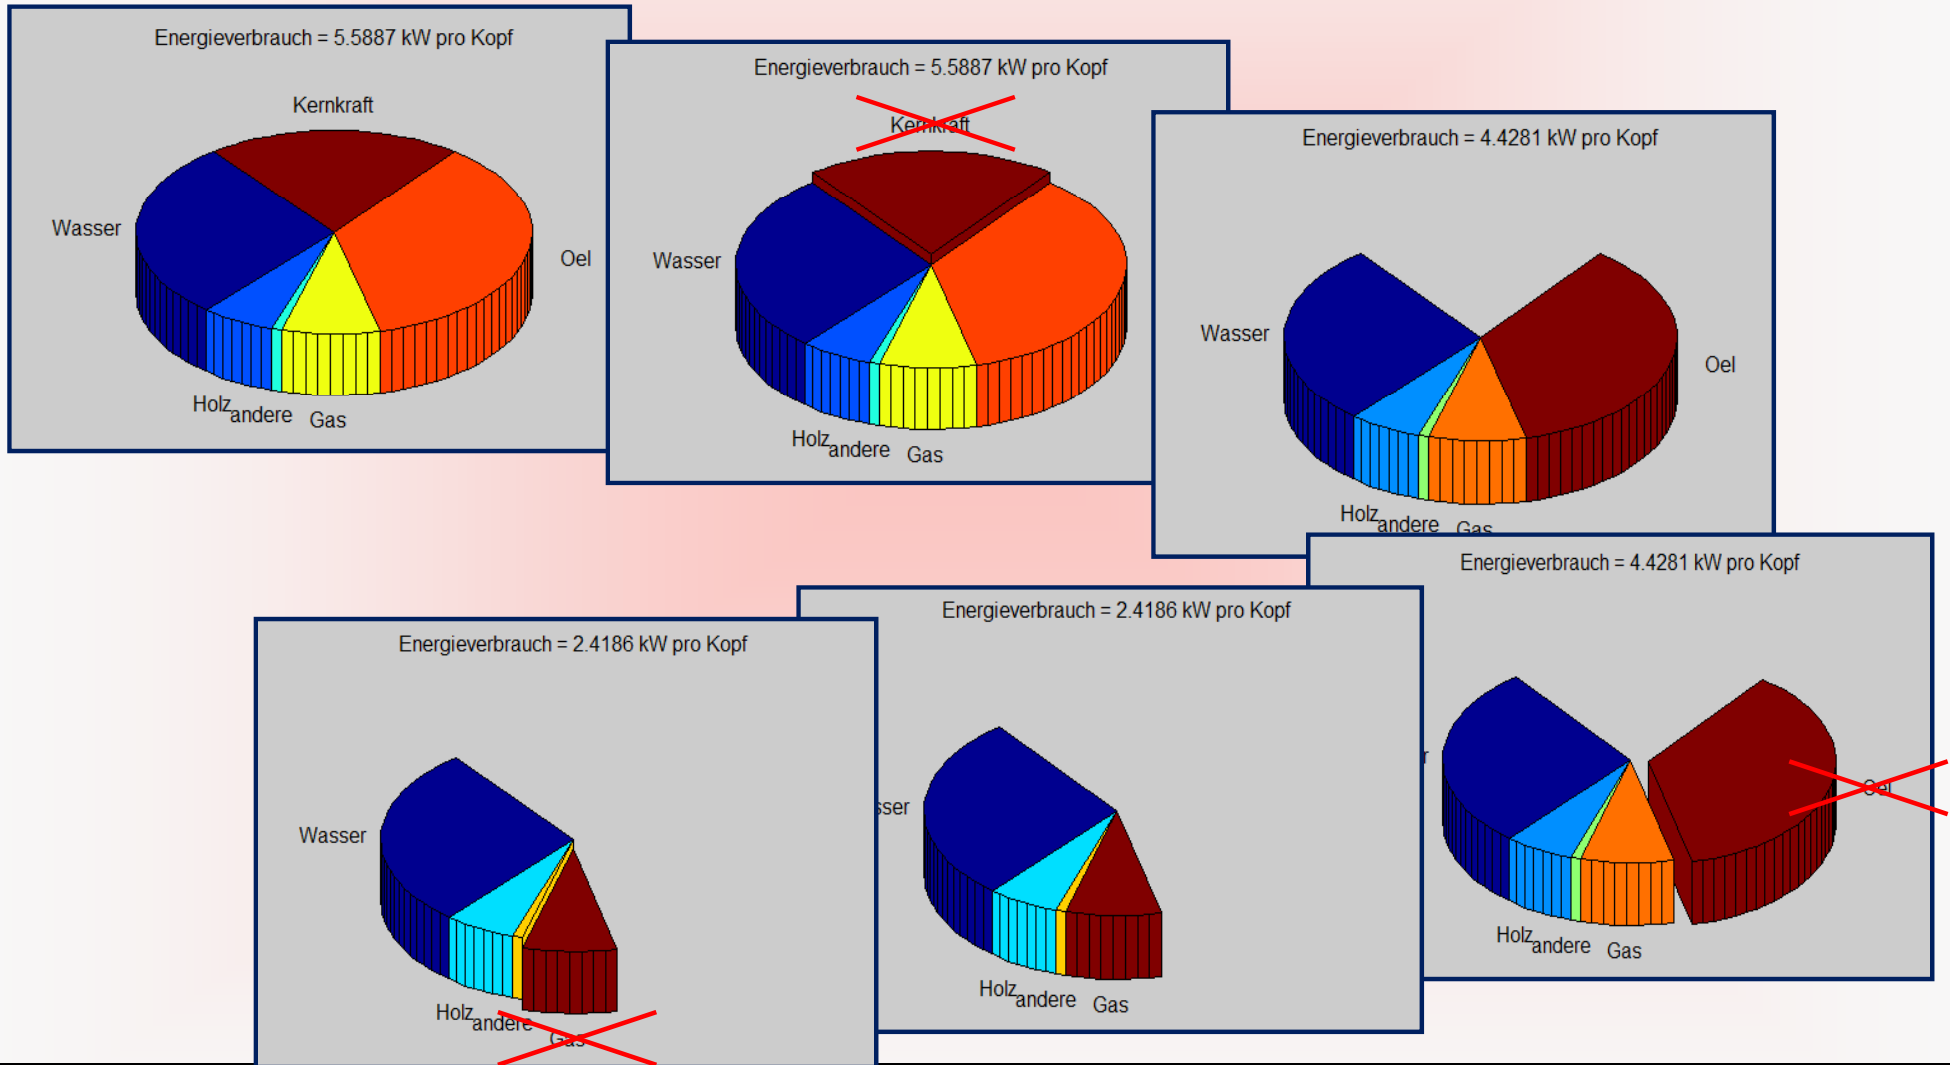 Energieverbrauch = 5.5887 kW pro Kopf
Kernkraft
Wasser
Oel
Holz
andere
Gas
Energieverbrauch = 5.5887 kW pro Kopf
Kernkraft
Wasser
Holz
andere
Gas
Energieverbrauch = 4.4281 kW pro Kopf
Wasser
Oel
Holz
andere
Gas
Energieverbrauch = 4.4281 kW pro Kopf
r
Oel
Holz
andere
Gas
Energieverbrauch = 2.4186 kW pro Kopf
sser
Holz
andere
Gas
Energieverbrauch = 2.4186 kW pro Kopf
Wasser
Holz
andere
Gas